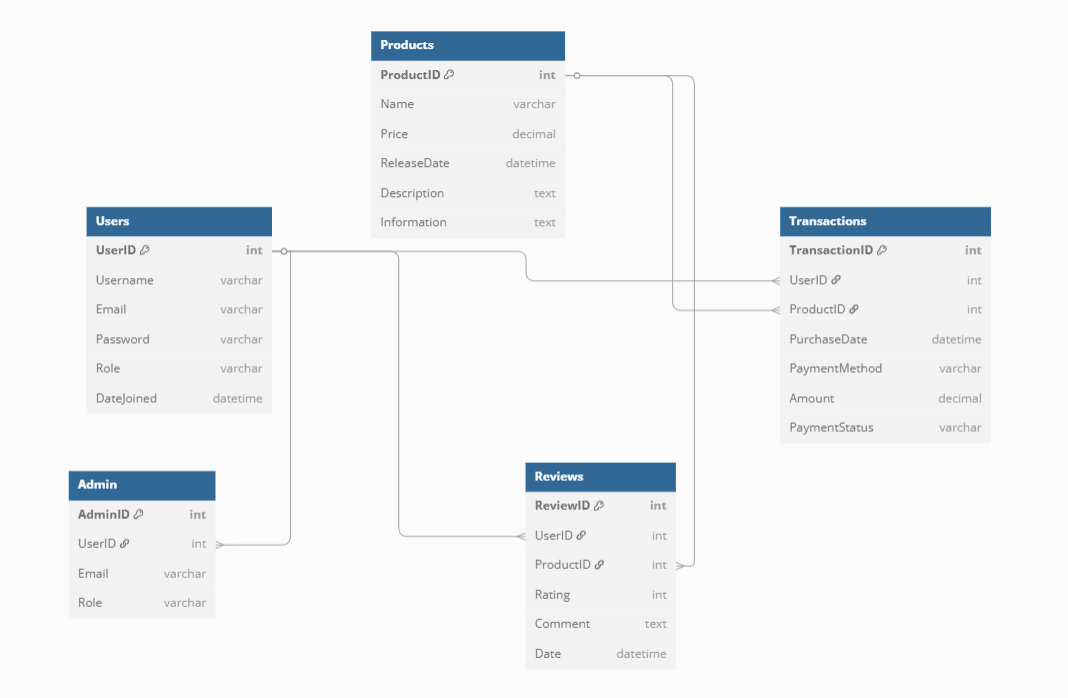 Products
ProductID int
Name varchar
Price decimal
ReleaseDate datetime
Description text
Information text
Users
UserID int
Username varchar
Email varchar
Password varchar
Role varchar
DateJoined datetime
Transactions
TransactionID int
UserID int
ProductID int
PurchaseDate datetime
PaymentMethod varchar
Amount decimal
PaymentStatus varchar
Admin
AdminID int
UserID int
Email varchar
Role varchar
Reviews
ReviewID int
UserID int
ProductID int
Rating int
Comment text
Date datetime